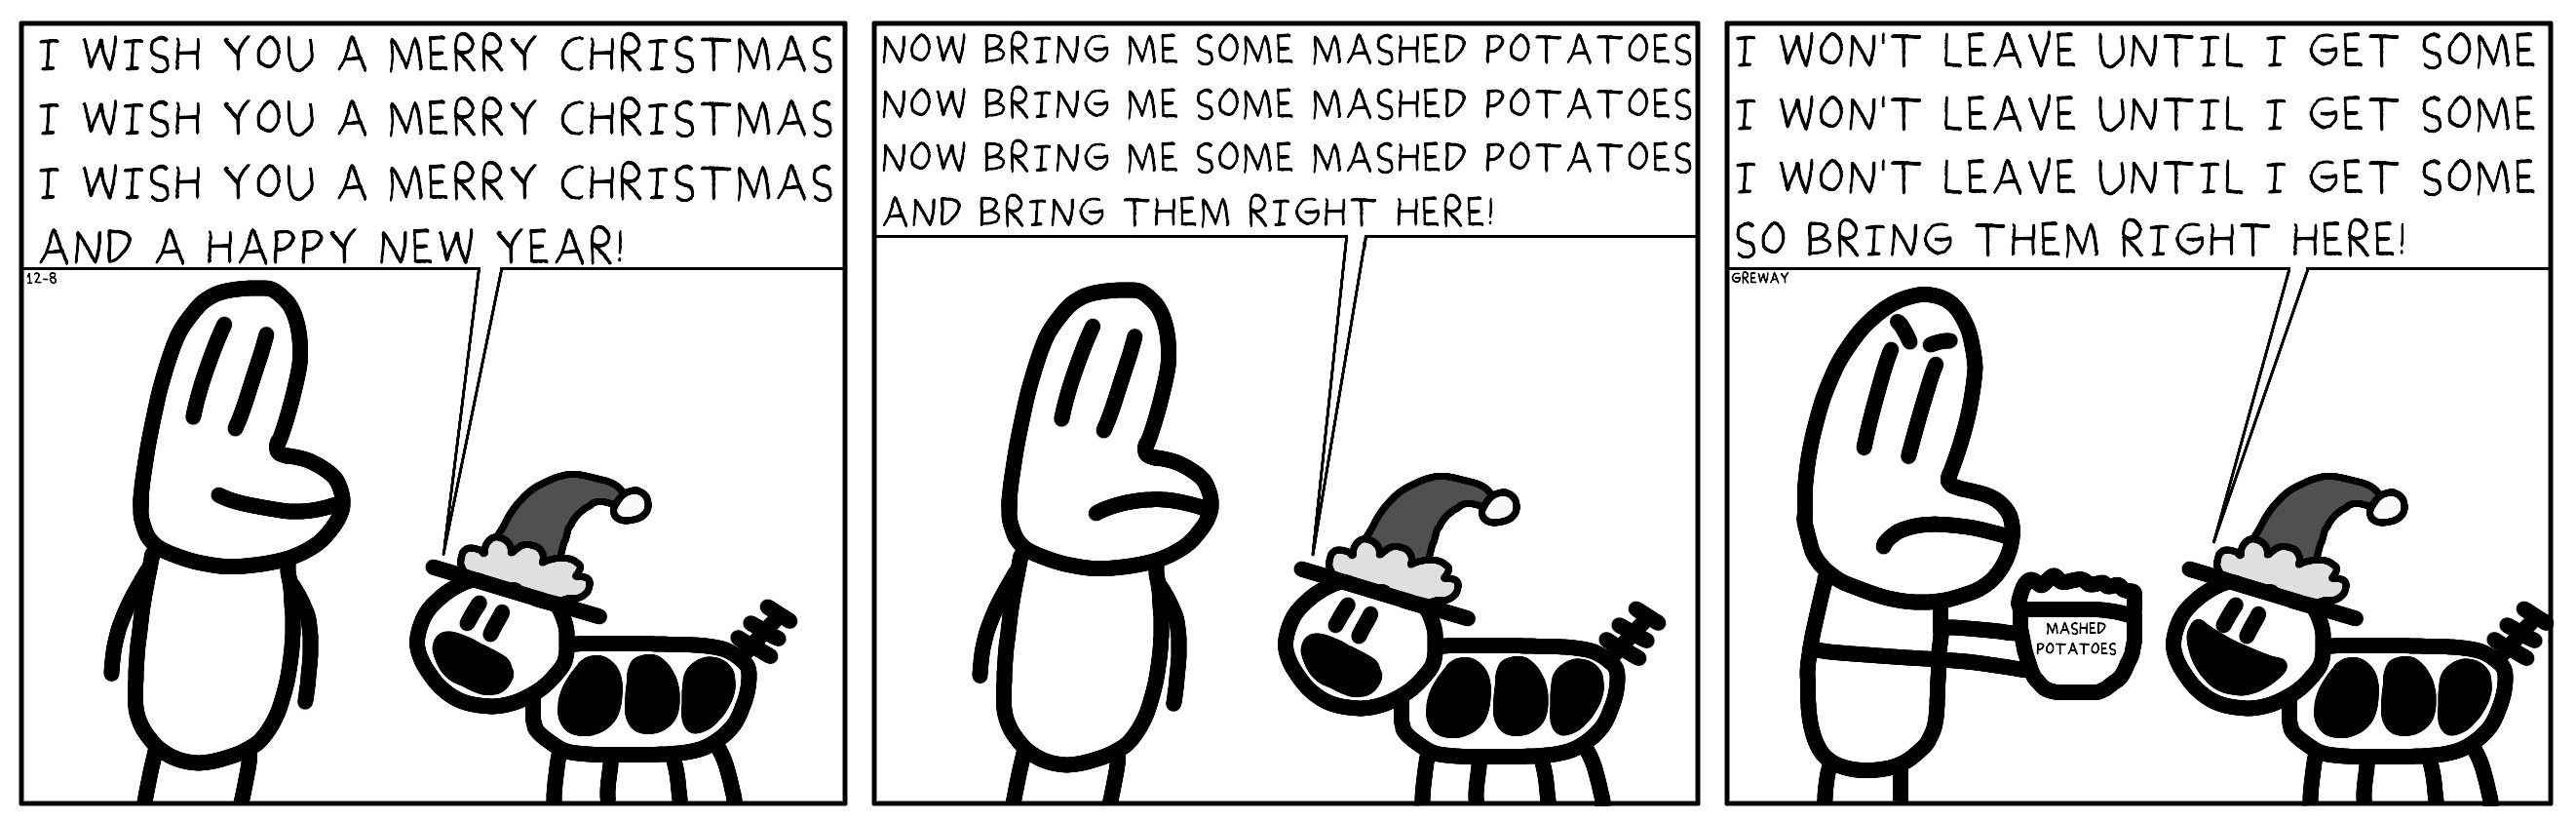 I WISH YOU A MERRY CHRISTMAS
I WISH YOU A MERRY CHRISTMAS
I WISH YOU A MERRY CHRISTMAS
AND A HAPPY NEW YEAR!
12-8
NOW BRING ME SOME MASHED POTATOES
NOW BRING ME SOME MASHED POTATOES
NOW BRING ME SOME MASHED POTATOES
AND BRING THEM RIGHT HERE!
I WON'T LEAVE UNTIL I GET SOME
I WON'T LEAVE UNTIL I GET SOME
I WON'T LEAVE UNTIL I GET SOME
SO BRING THEM RIGHT HERE!
GREWAY
MASHED
POTATOES